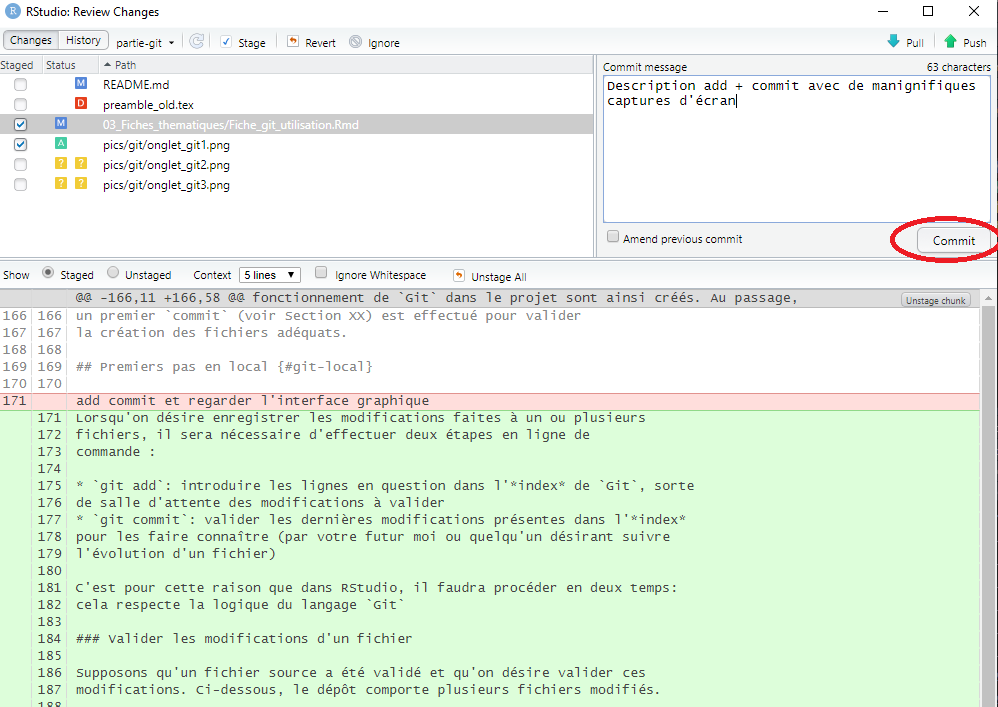 RStudio: Review Changes
Changes History partie-git Stage Revert Ignore Pull Push
Staged Status Path
M README.md
D preamble_old.tex
M 03_Fiches_thematiques/Fiche_git_utilisation.Rmd
A pics/git/onglet_git1.png
? ? pics/git/onglet_git2.png
? ? pics/git/onglet_git3.png
Commit message 63 characters
Description add + commit avec de manignifiques
captures d'écran
Amend previous commit Commit
Show Staged Unstaged Context 5 lines Ignore Whitespace Unstage All
@@ -166,11 +166,58 @@ fonctionnement de `Git` dans le projet sont ainsi créés. Au passage, Unstage chunk
166 166 un premier `commit` (voir Section XX) est effectué pour valider
167 167 la création des fichiers adéquats.
168 168
169 169 ## Premiers pas en local {#git-local}
170 170
171 add commit et regarder l'interface graphique
171 Lorsqu'on désire enregistrer les modifications faites à un ou plusieurs
172 fichiers, il sera nécessaire d'effectuer deux étapes en ligne de
173 commande :
174
175 * `git add`: introduire les lignes en question dans l'*index* de `Git`, sorte
176 de salle d'attente des modifications à valider
177 * `git commit`: valider les dernières modifications présentes dans l'*index*
178 pour les faire connaître (par votre futur moi ou quelqu'un désirant suivre
179 l'évolution d'un fichier)
180
181 C'est pour cette raison que dans RStudio, il faudra procéder en deux temps:
182 cela respecte la logique du langage `Git`
183
184 ### Valider les modifications d'un fichier
185
186 Supposons qu'un fichier source a été validé et qu'on désire valider ces
187 modifications. Ci-dessous, le dépôt comporte plusieurs fichiers modifiés.
188